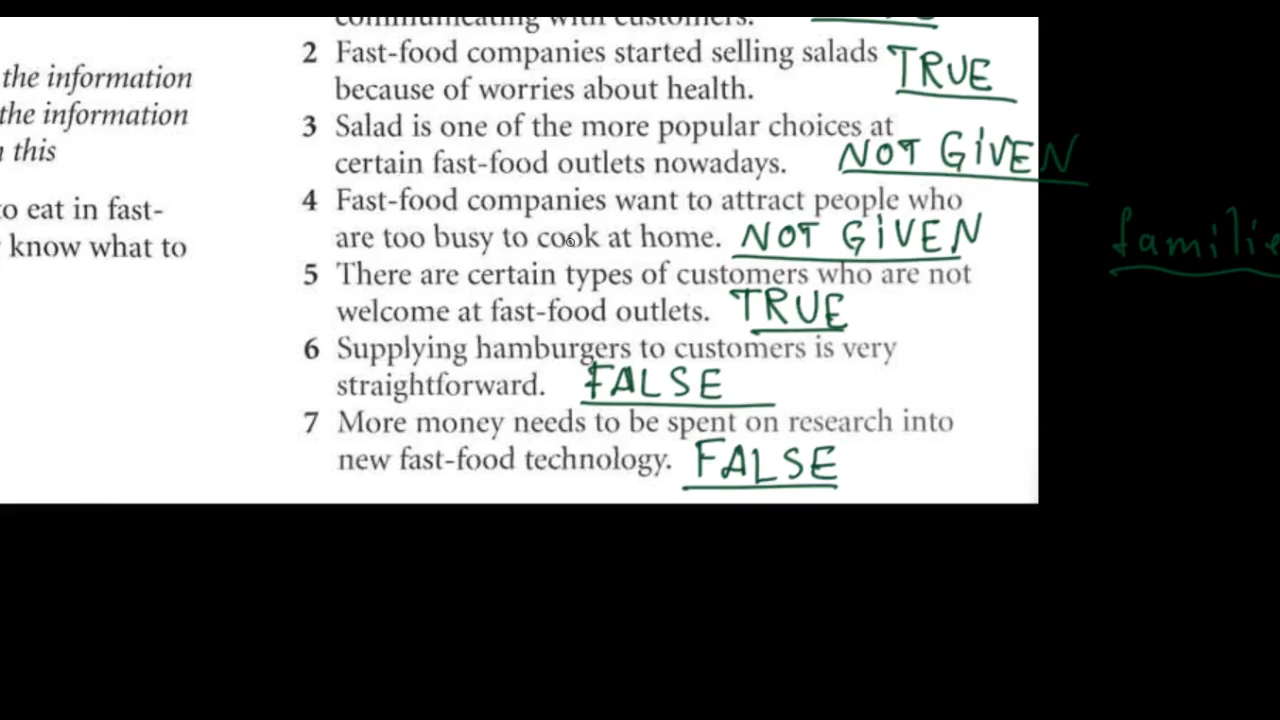 communicating with customers.
2 Fast-food companies started selling salads TRUE
because of worries about health.
3 Salad is one of the more popular choices at
certain fast-food outlets nowadays. NOT GiVEN
4 Fast-food companies want to attract people who
are too busy to cook at home. NOT GiVEN
5 There are certain types of customers who are not
welcome at fast-food outlets. TRUE
6 Supplying hamburgers to customers is very
straightforward. FALSE
7 More money needs to be spent on research into
new fast-food technology. FALSE
the information
the information
this
to eat in fast-
know what to